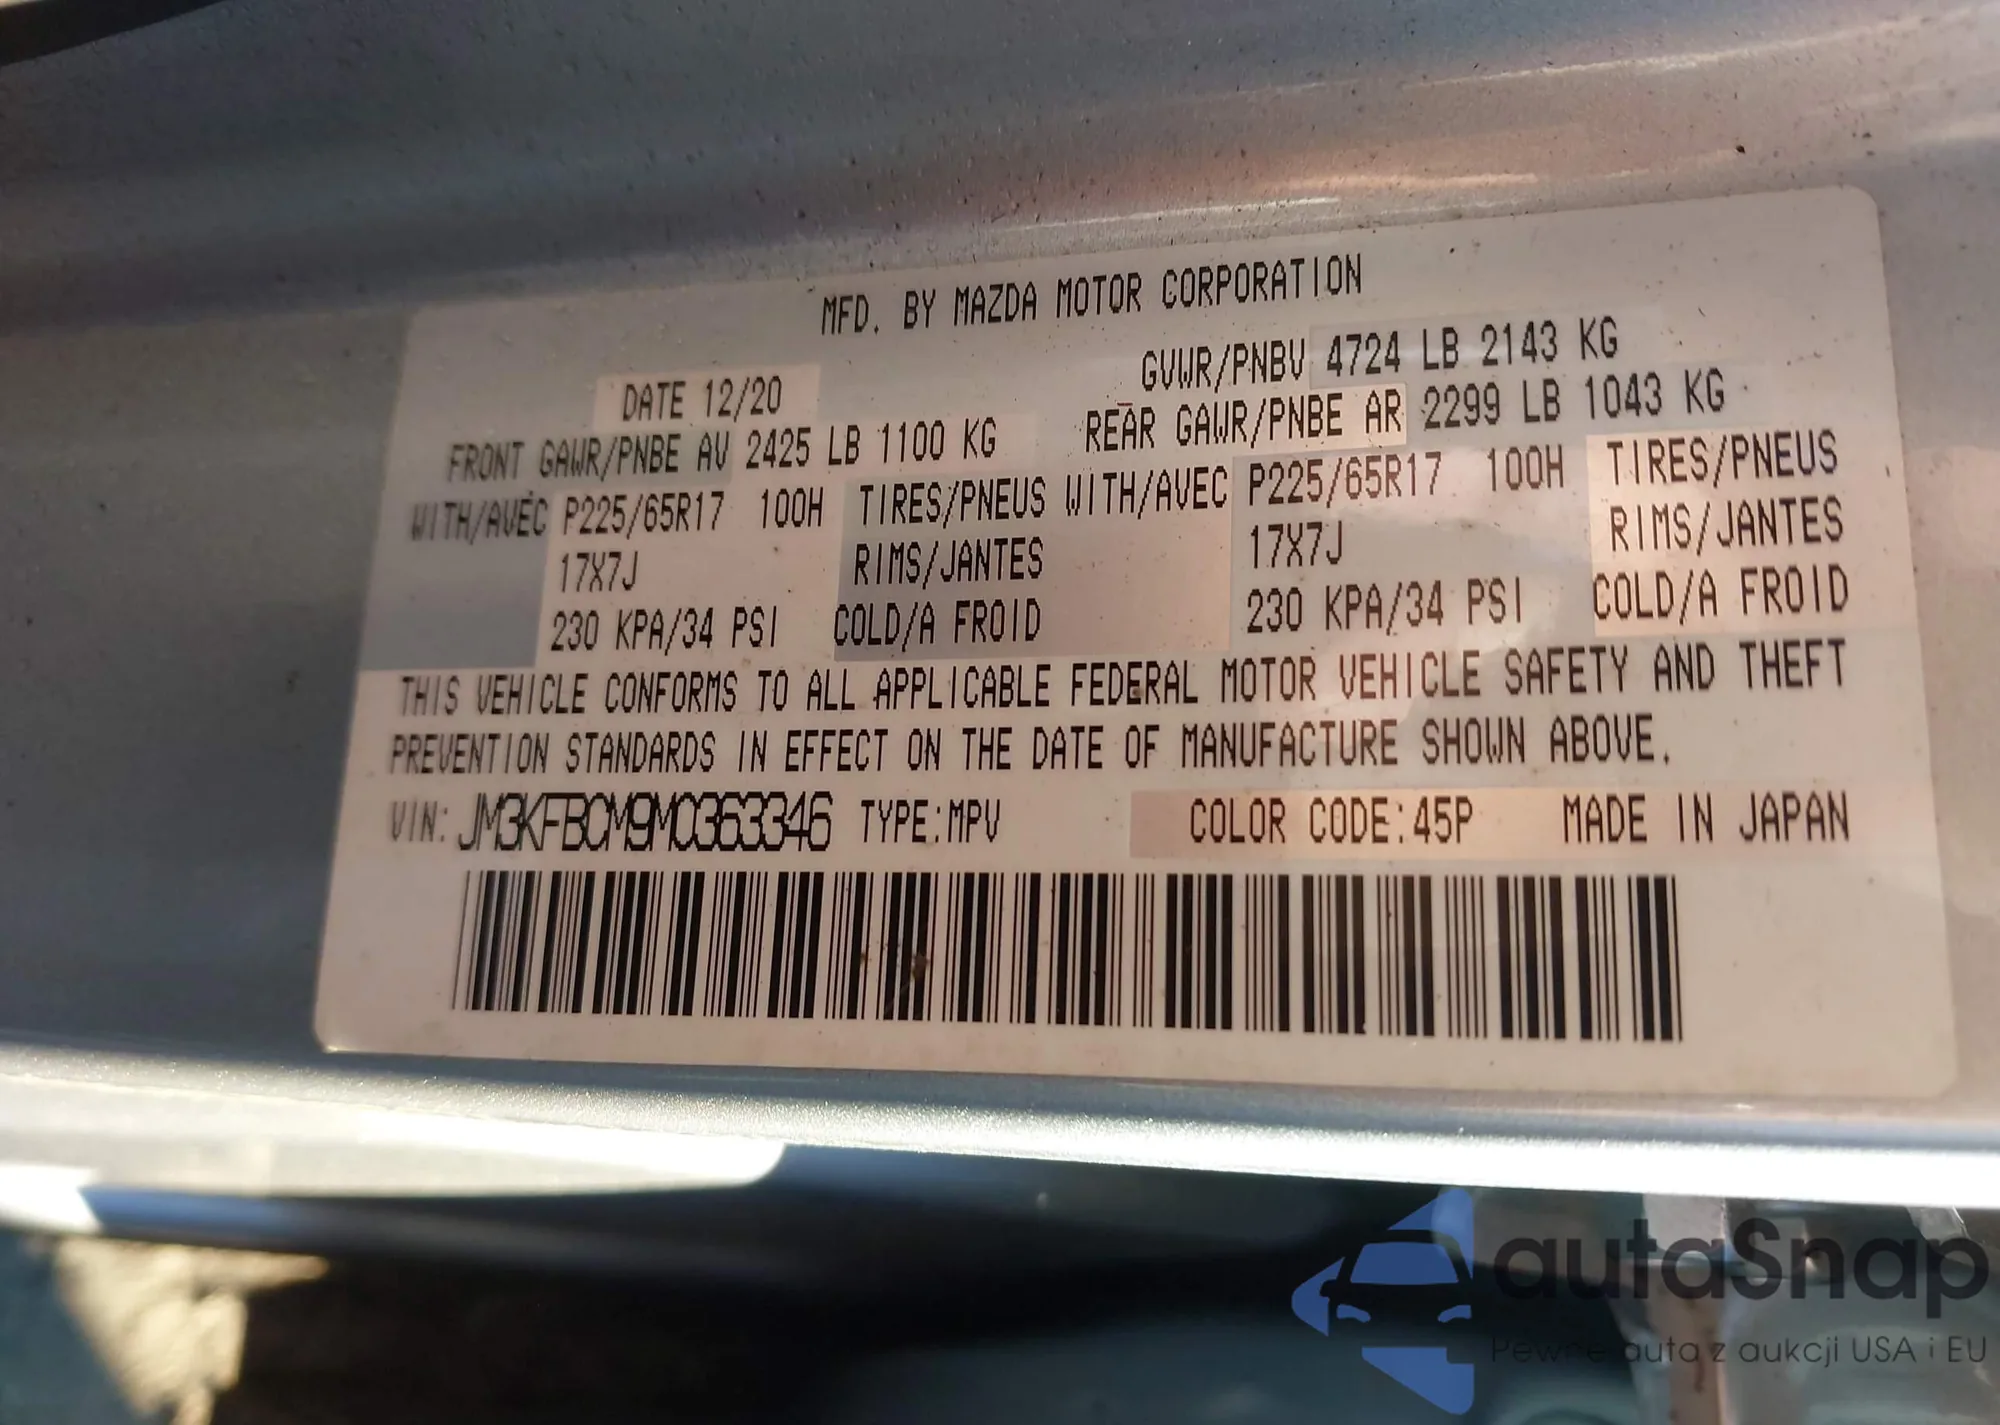 MFD. BY MAZDA MOTOR CORPORATION
DATE 12/20 GVWR/PNBV 4724 LB 2143 KG
FRONT GAWR/PNBE AV 2425 LB 1100 KG REAR GAWR/PNBE AR 2299 LB 1043 KG
WITH/AVEC P225/65R17 100H TIRES/PNEUS WITH/AVEC P225/65R17 100H TIRES/PNEUS
17X7J RIMS/JANTES 17X7J RIMS/JANTES
230 KPA/34 PSI COLD/A FROID 230 KPA/34 PSI COLD/A FROID
THIS VEHICLE CONFORMS TO ALL APPLICABLE FEDERAL MOTOR VEHICLE SAFETY AND THEFT
PREVENTION STANDARDS IN EFFECT ON THE DATE OF MANUFACTURE SHOWN ABOVE.
VIN: JM3KFBCM9M0363346 TYPE:MPV COLOR CODE:45P MADE IN JAPAN
autaSnap
Pewne auta z aukcji USA i EU